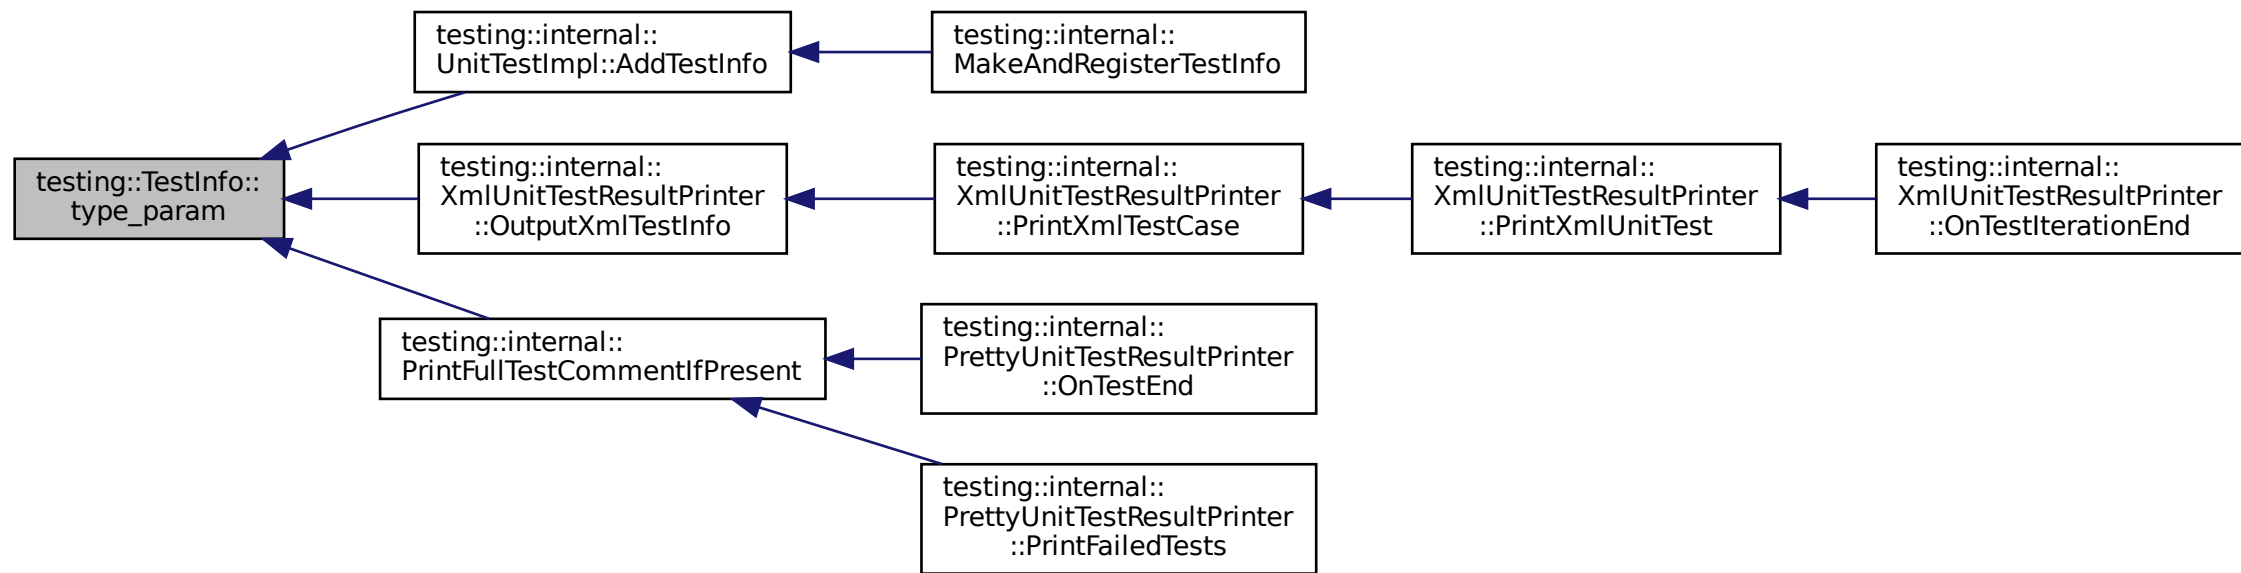 testing::internal::
UnitTestImpl::AddTestInfo
testing::internal::
MakeAndRegisterTestInfo
testing::TestInfo::
type_param
testing::internal::
XmlUnitTestResultPrinter
::OutputXmlTestInfo
testing::internal::
XmlUnitTestResultPrinter
::PrintXmlTestCase
testing::internal::
XmlUnitTestResultPrinter
::PrintXmlUnitTest
testing::internal::
XmlUnitTestResultPrinter
::OnTestIterationEnd
testing::internal::
PrintFullTestCommentIfPresent
testing::internal::
PrettyUnitTestResultPrinter
::OnTestEnd
testing::internal::
PrettyUnitTestResultPrinter
::PrintFailedTests